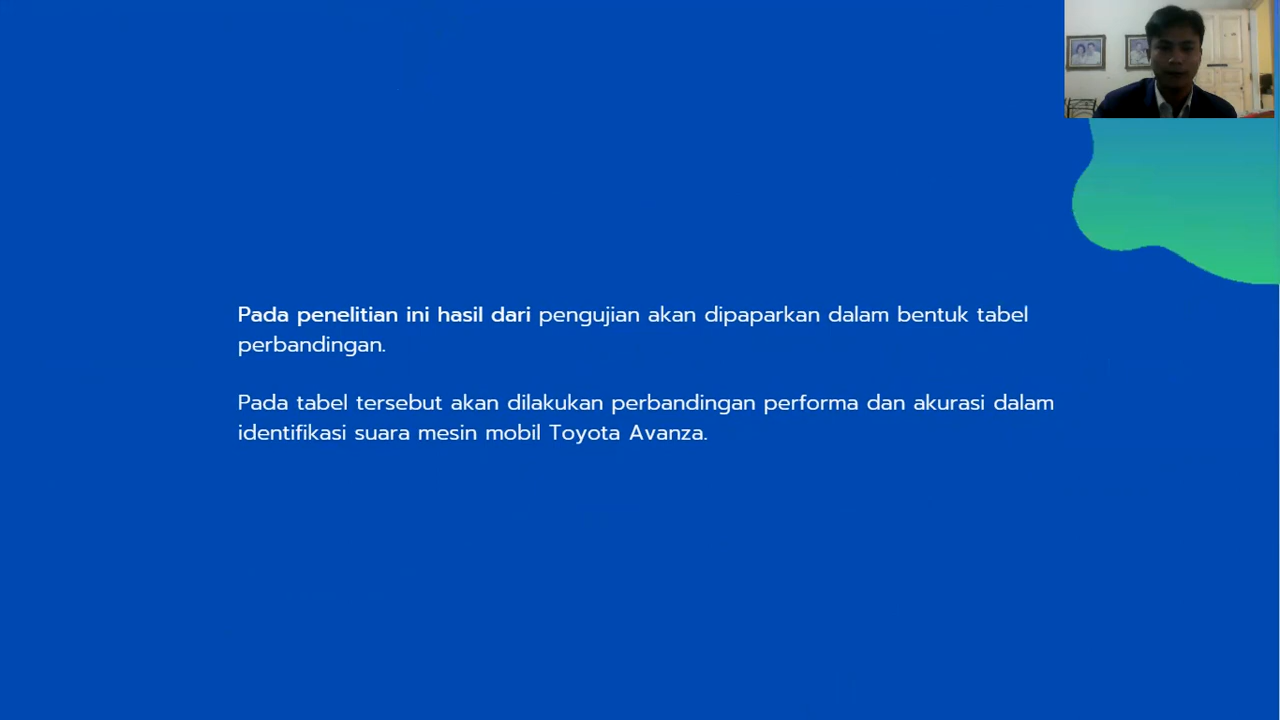 Pada penelitian ini hasil dari pengujian akan dipaparkan dalam bentuk tabel
perbandingan.
Pada tabel tersebut akan dilakukan perbandingan performa dan akurasi dalam
identifikasi suara mesin mobil Toyota Avanza.